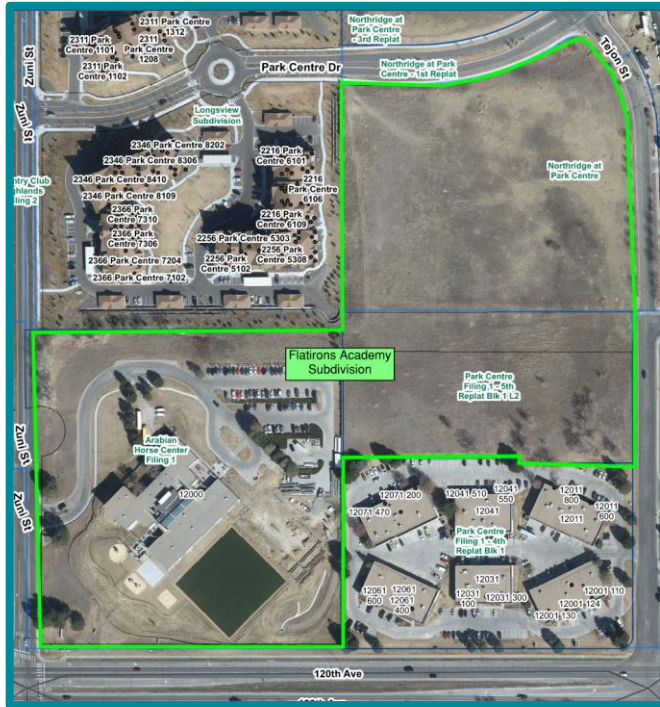 2311 Park
Centre 1101
2311 Park
Centre 1102
2311 Park
Centre
1312
2311
Park
Centre
1208
Northridge at
Park Centre
- 3rd Replat
Northridge at Park
Centre - 1st Replat
Park Centre Dr
Tejon St
Zuni St
Zuni St
Longsview
Subdivision
2346 Park Centre 8202
2346 Park
Centre 8306
2346 Park
Centre 8410
2346 Park
Centre 8109
2366 Park
Centre
7310
2366 Park
Centre
7306
2366 Park
Centre 7204
2366 Park
Centre 7102
2216 Park
Centre 6101
2216
Park
Centre
6106
2216 Park
Centre
6109
2256 Park
Centre 5303
2256 Park
Centre
5102
2256 Park
Centre
5308
Northridge at
Park Centre
Flatirons Academy
Subdivision
Park Centre
Filing 1 - 5th
Replat Blk 1 L2
Arabian
Horse Center
Filing 1
12000
Zuni St
Zuni St
12071 200
12071 470
12041 510
12041
550
12041
12011
800
12011
600
12011
Park Centre
Filing 1 - 4th
Replat Blk 1
12061
600
12061
400
12031
12031
100
12031 300
12001 110
12001 124
12001 130
120th Ave